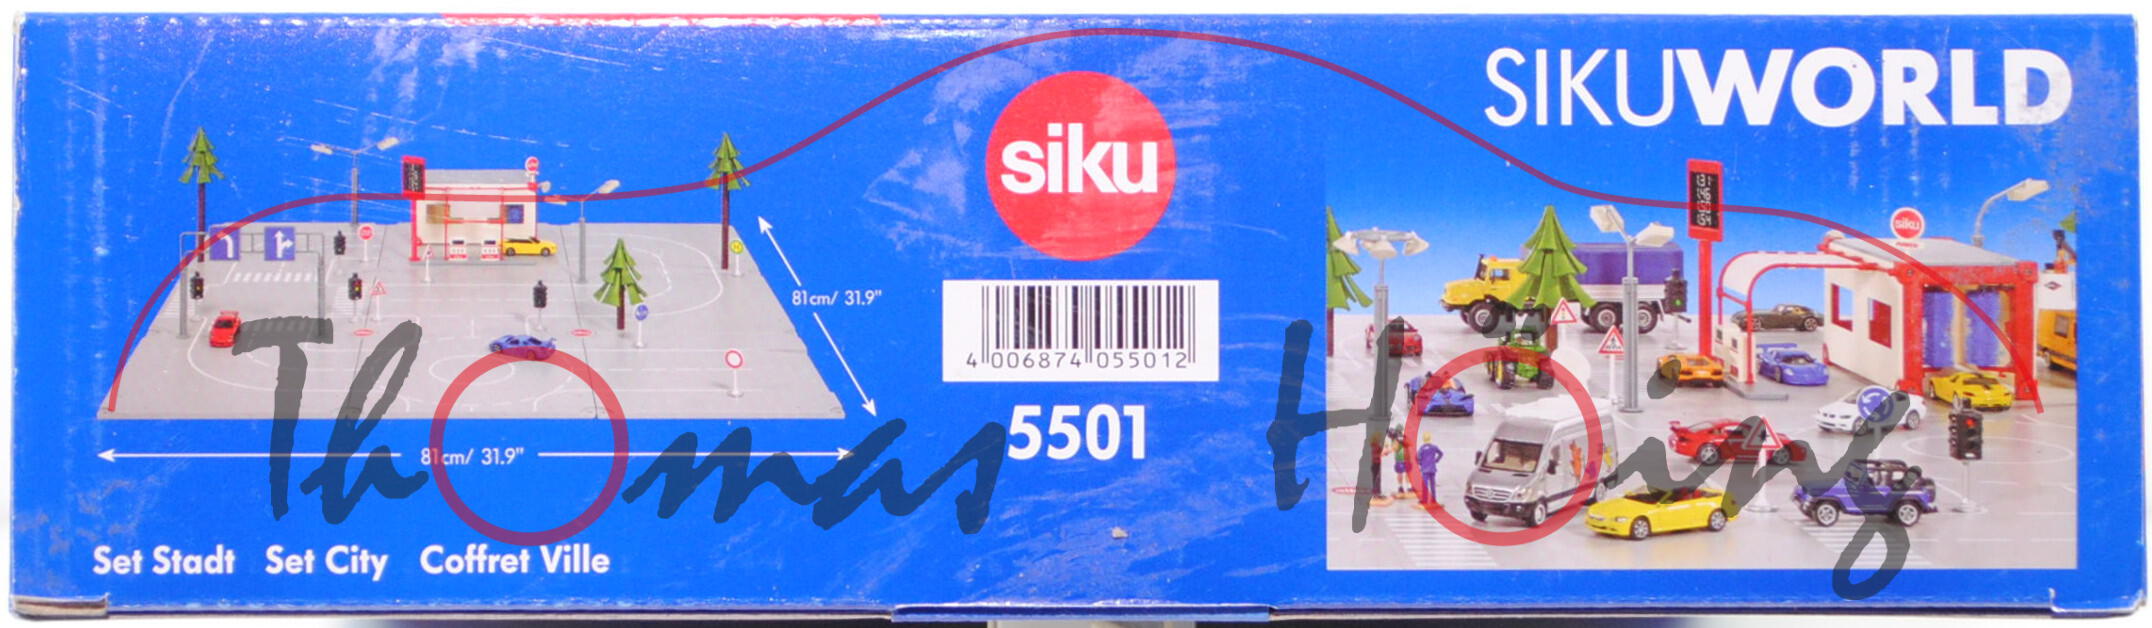 SIKUWORLD
siku
siku
81cm/ 31.9"
81cm/ 31.9"
4 006874 055012
5501
Thomas Höing
Set Stadt Set City Coffret Ville